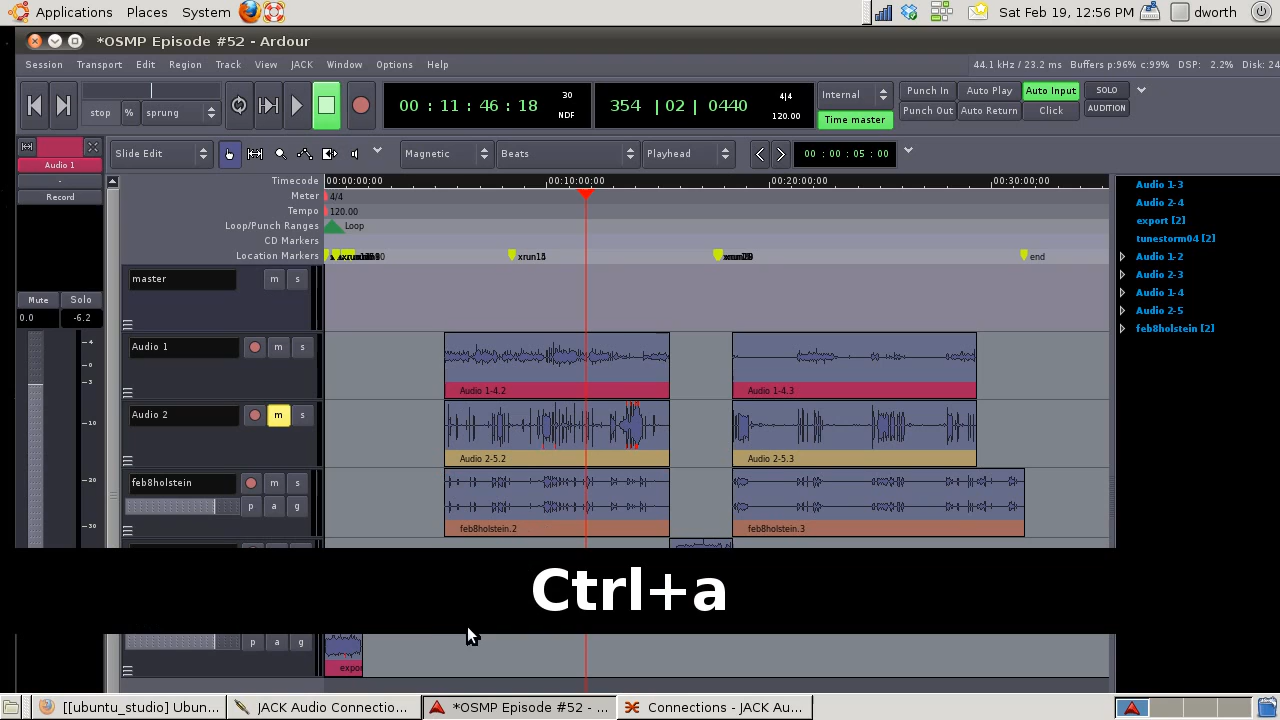 Applications Places System Sat Feb 19, 12:56 PM dworth
*OSMP Episode #52 - Ardour
Session Transport Edit Region Track View JACK Window Options Help 44.1 kHz / 23.2 ms Buffers p:96% c:99% DSP: 2.2% Disk: 24
stop % sprung 00 : 11 : 46 : 18 30 NDF 354 |02 | 0440 4|4 120.00 Internal Time master Punch In Auto Play Auto Input SOLO
Punch Out Auto Return Click AUDITION
Slide Edit Magnetic Beats Playhead 00 : 00 : 05 : 00
Audio 1
-
Record
Mute Solo
0.0 -6.2
-4
-0
-3
-10
-20
-30
Timecode 00:00:00:00 00:10:00:00 00:20:00:00 00:30:00:00
Meter 4/4
Tempo 120.00
Loop/Punch Ranges Loop
CD Markers
Location Markers end
master m s
Audio 1 m s
Audio 1-4.2 Audio 1-4.3
Audio 2 m s
Audio 2-5.2 Audio 2-5.3
feb8holstein m s
p a g
feb8holstein.2 feb8holstein.3
Audio 1-3
Audio 2-4
export [2]
tunestorm04 [2]
Audio 1-2
Audio 2-3
Audio 1-4
Audio 2-5
feb8holstein [2]
Ctrl+a
p a g
expor
[[ubuntu_studio] Ubun... JACK Audio Connectio... *OSMP Episode #52 - ... Connections - JACK Au...